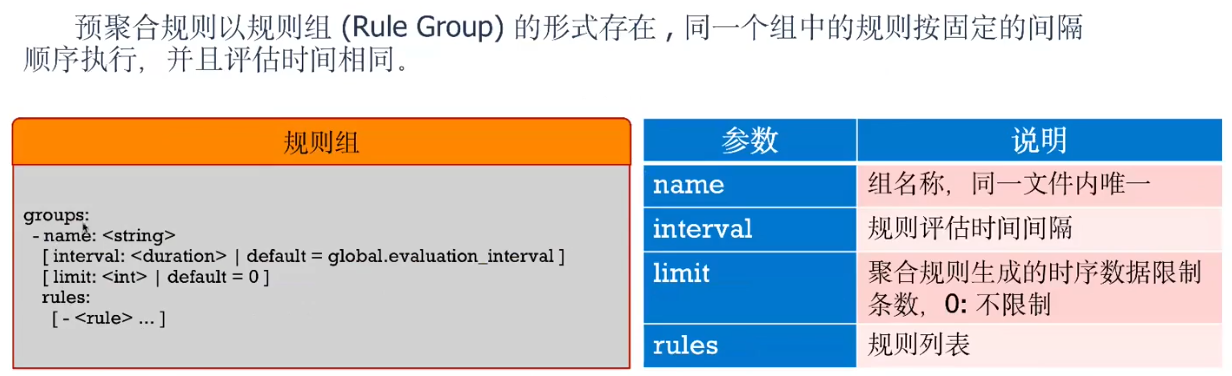 预聚合规则以规则组 (Rule Group) 的形式存在 , 同一个组中的规则按固定的间隔
顺序执行，并且评估时间相同。
规则组
groups:
- name: <string>
[ interval: <duration> | default = global.evaluation_interval ]
[ limit: <int> | default = 0 ]
rules:
[ - <rule> ... ]
参数 说明
name 组名称，同一文件内唯一
interval 规则评估时间间隔
limit 聚合规则生成的时序数据限制
条数，0: 不限制
rules 规则列表